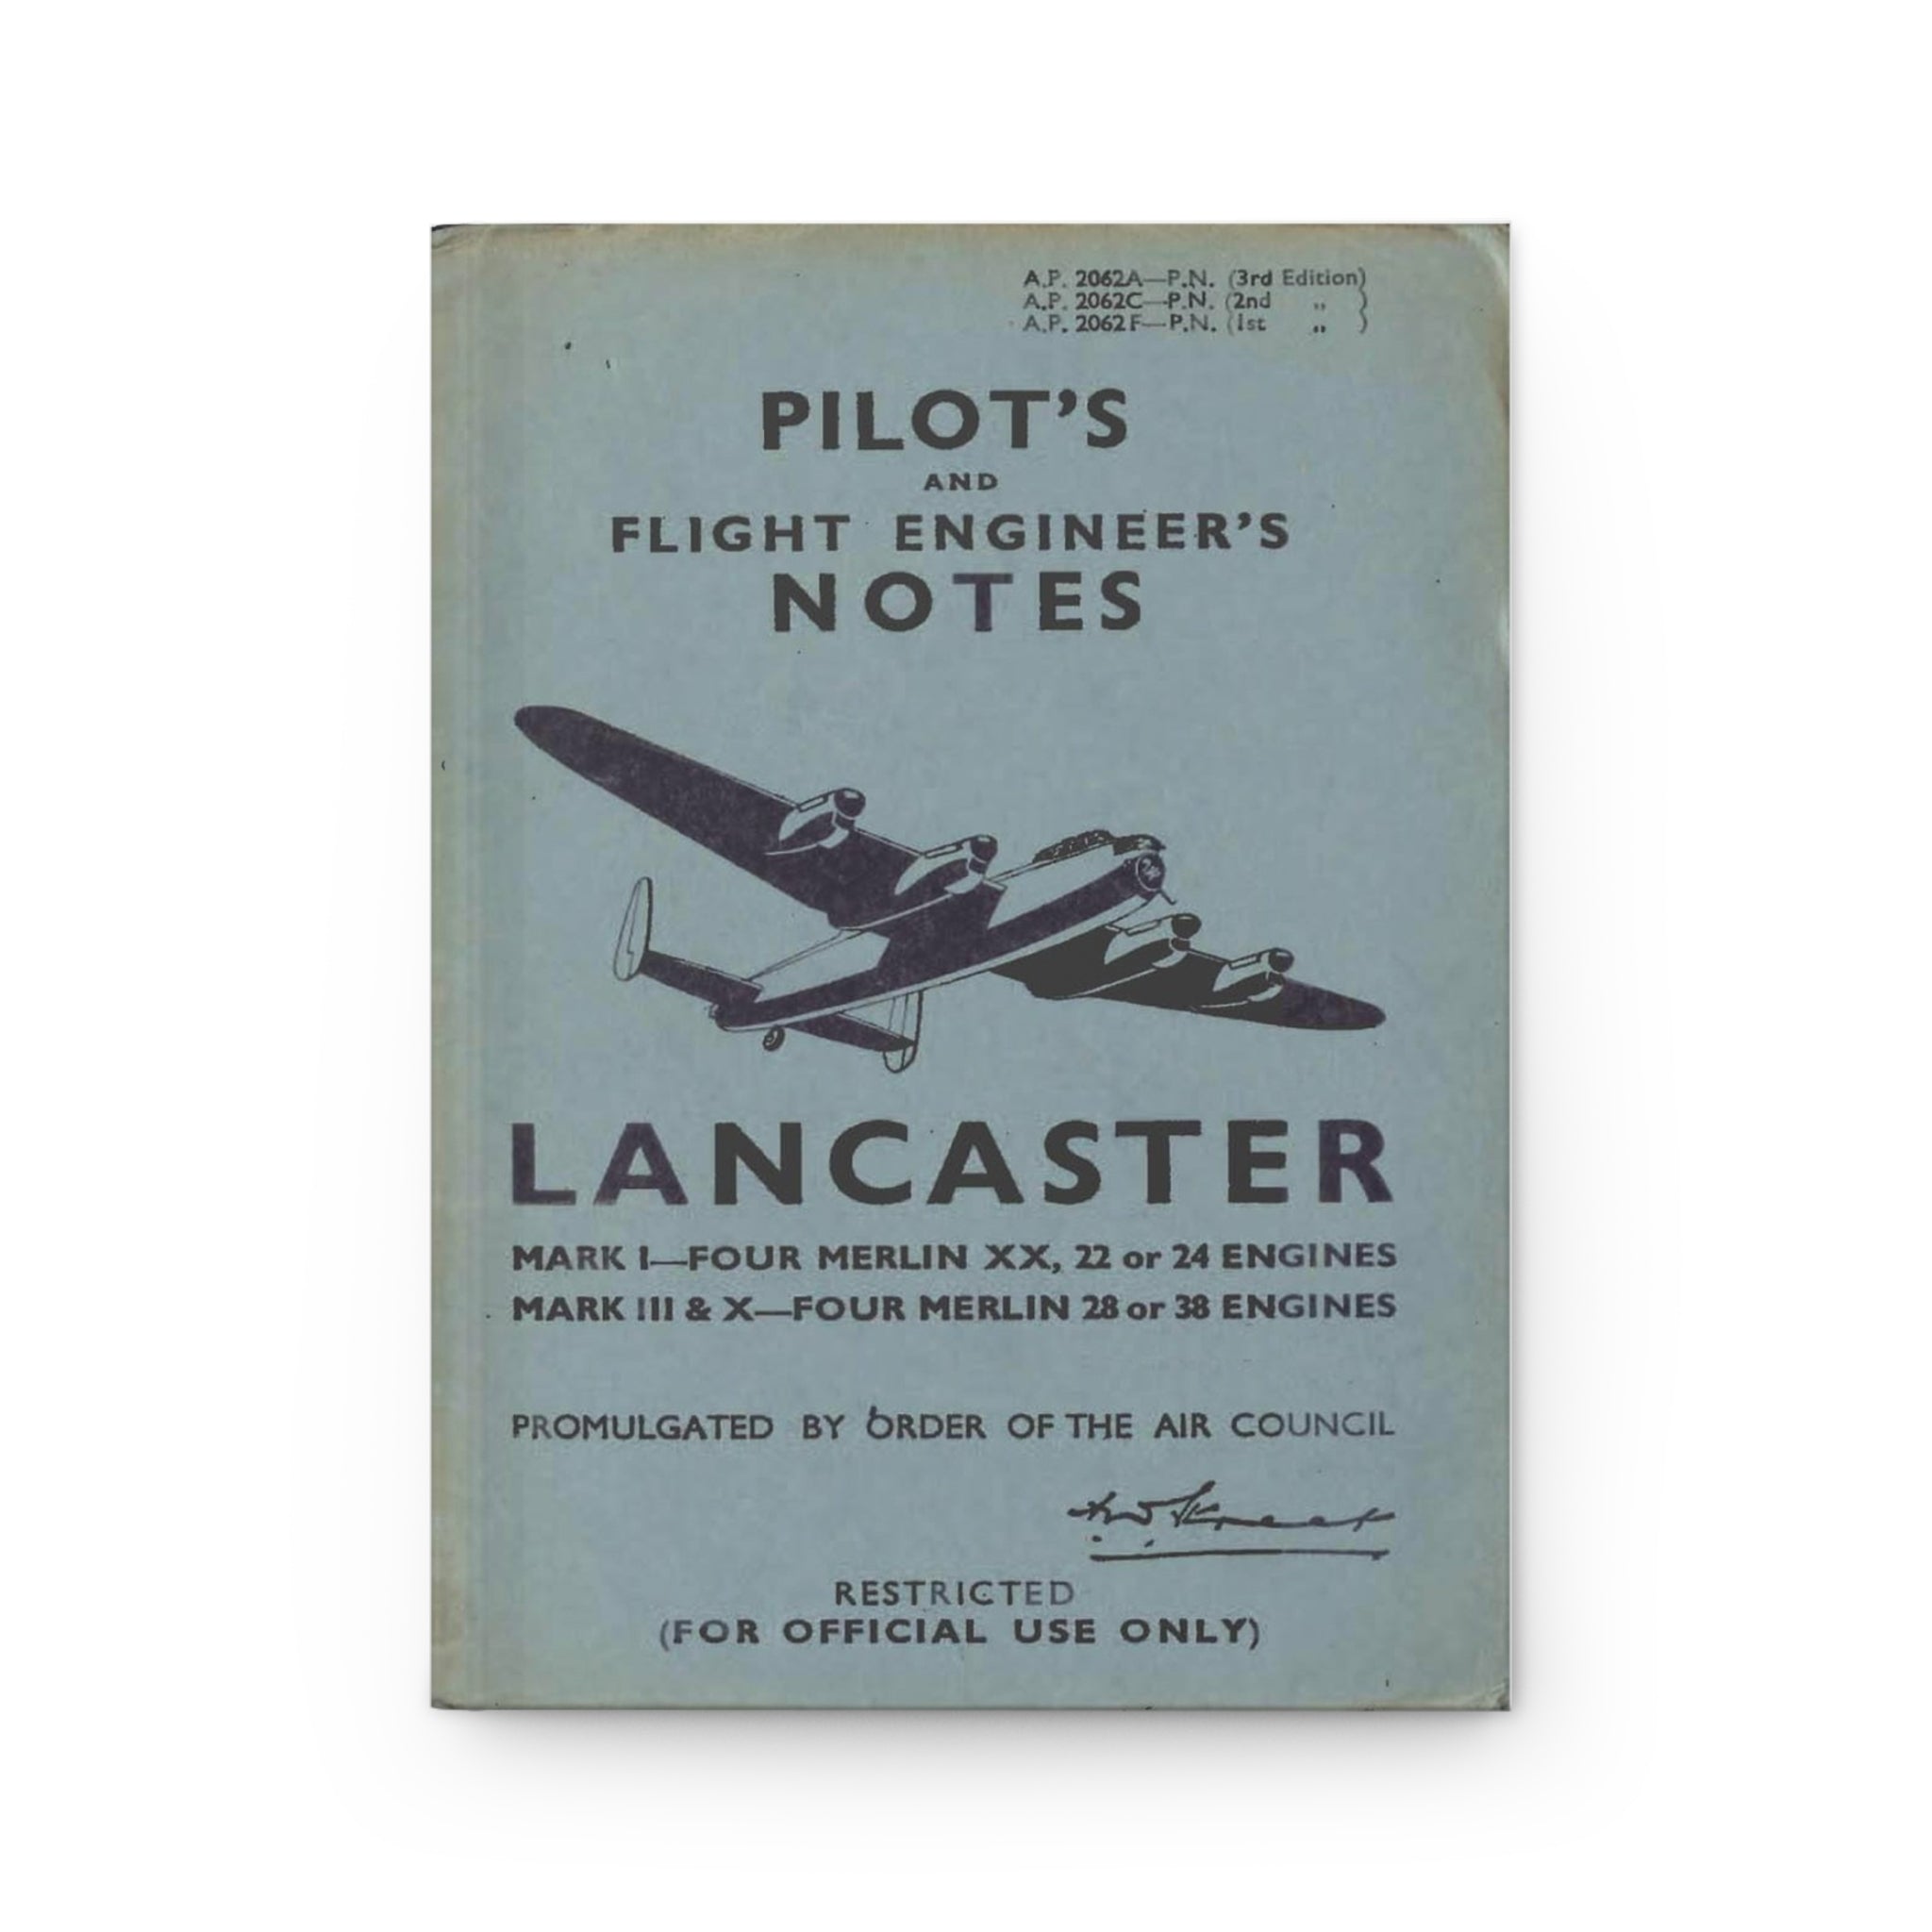 A.P. 2062A—P.N. (3rd Edition)
A.P. 2062C—P.N. (2nd „ )
A.P. 2062F—P.N. (1st „ )
PILOT'S
AND
FLIGHT ENGINEER'S
NOTES
LANCASTER
MARK I—FOUR MERLIN XX, 22 or 24 ENGINES
MARK III & X—FOUR MERLIN 28 or 38 ENGINES
PROMULGATED BY ORDER OF THE AIR COUNCIL
RESTRICTED
(FOR OFFICIAL USE ONLY)